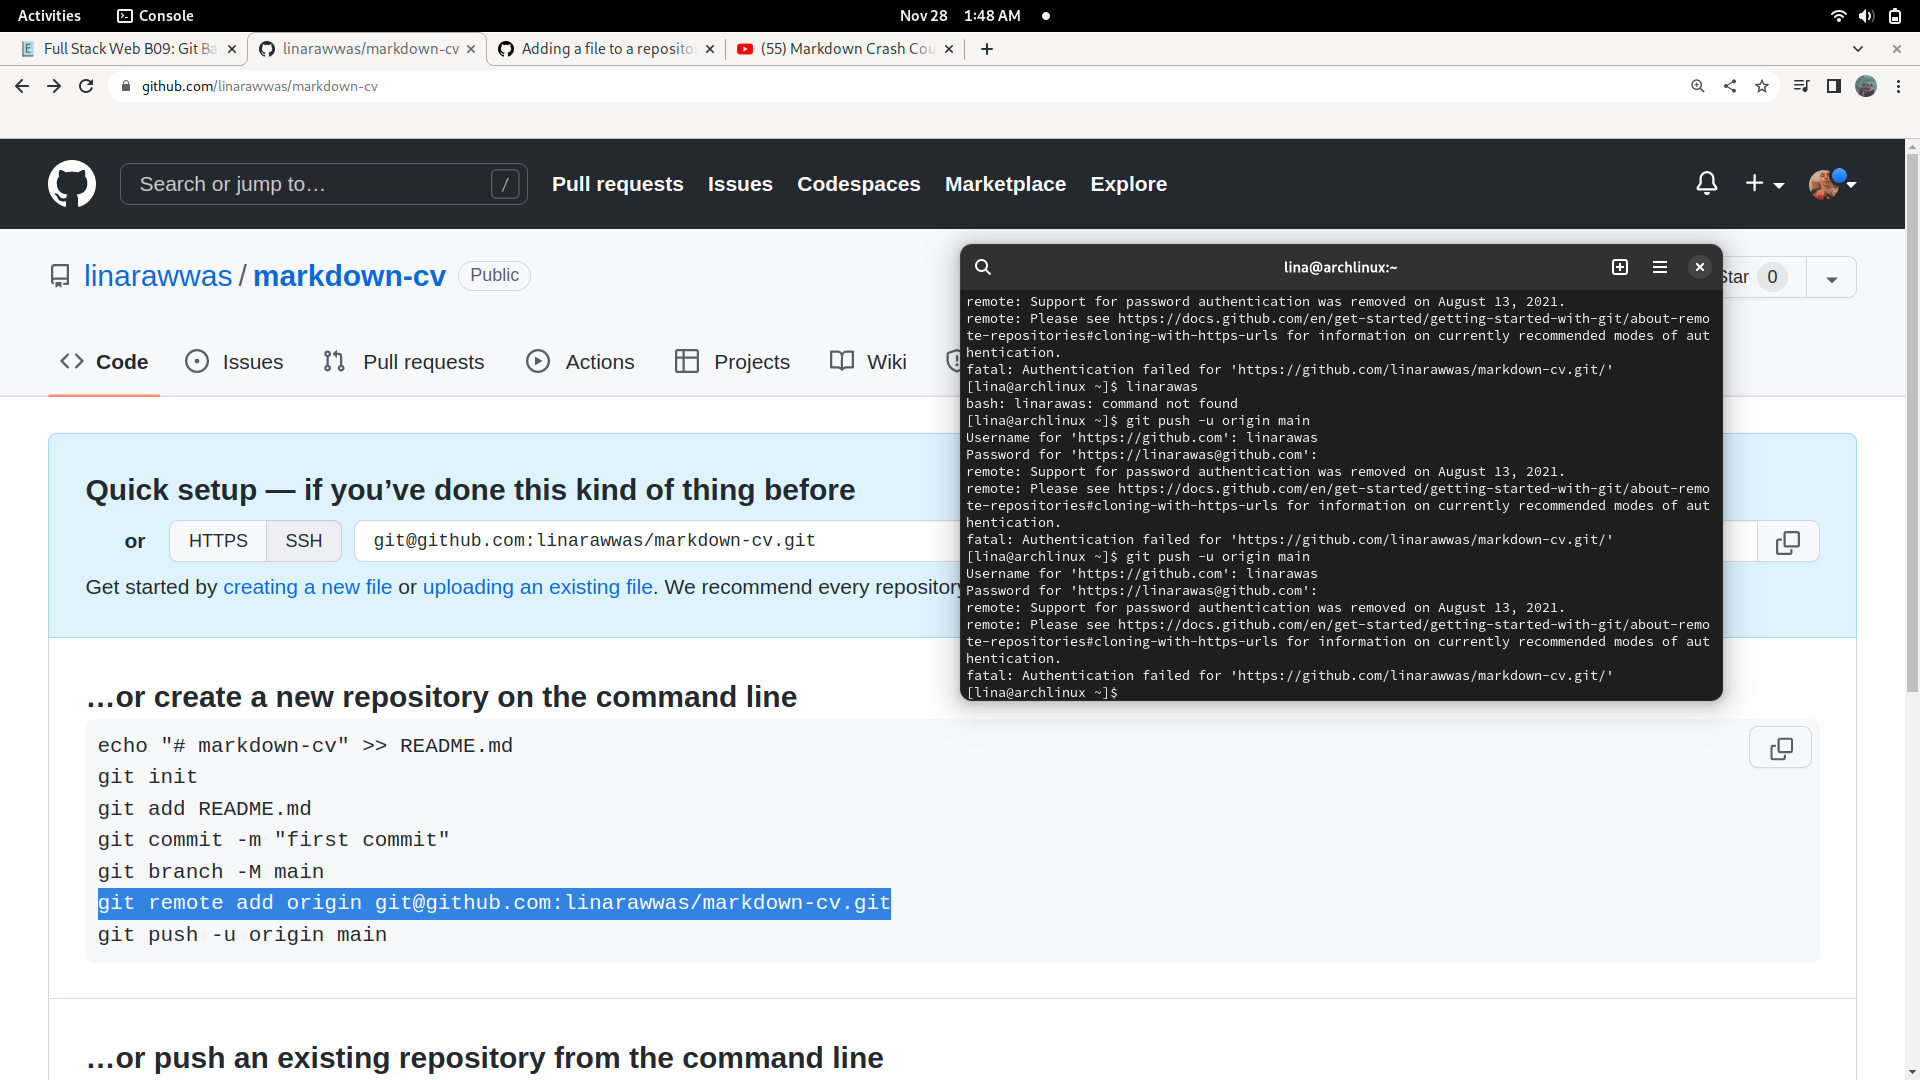 Activities
Console
Nov 28 1:48 AM
Full Stack Web B09: Git Ba
linarawwas/markdown-cv
Adding a file to a reposito
(55) Markdown Crash Cou
github.com/linarawwas/markdown-cv
Search or jump to…
/
Pull requests
Issues
Codespaces
Marketplace
Explore
linarawwas / markdown-cv
Public
Star 0
Code
Issues
Pull requests
Actions
Projects
Wiki
Quick setup — if you’ve done this kind of thing before
or
HTTPS
SSH
git@github.com:linarawwas/markdown-cv.git
Get started by creating a new file or uploading an existing file. We recommend every repository
…or create a new repository on the command line
echo "# markdown-cv" >> README.md
git init
git add README.md
git commit -m "first commit"
git branch -M main
git remote add origin git@github.com:linarawwas/markdown-cv.git
git push -u origin main
…or push an existing repository from the command line
lina@archlinux:~
remote: Support for password authentication was removed on August 13, 2021.
remote: Please see https://docs.github.com/en/get-started/getting-started-with-git/about-remo
te-repositories#cloning-with-https-urls for information on currently recommended modes of aut
hentication.
fatal: Authentication failed for 'https://github.com/linarawwas/markdown-cv.git/'
[lina@archlinux ~]$ linarawas
bash: linarawas: command not found
[lina@archlinux ~]$ git push -u origin main
Username for 'https://github.com': linarawas
Password for 'https://linarawas@github.com':
remote: Support for password authentication was removed on August 13, 2021.
remote: Please see https://docs.github.com/en/get-started/getting-started-with-git/about-remo
te-repositories#cloning-with-https-urls for information on currently recommended modes of aut
hentication.
fatal: Authentication failed for 'https://github.com/linarawwas/markdown-cv.git/'
[lina@archlinux ~]$ git push -u origin main
Username for 'https://github.com': linarawas
Password for 'https://linarawas@github.com':
remote: Support for password authentication was removed on August 13, 2021.
remote: Please see https://docs.github.com/en/get-started/getting-started-with-git/about-remo
te-repositories#cloning-with-https-urls for information on currently recommended modes of aut
hentication.
fatal: Authentication failed for 'https://github.com/linarawwas/markdown-cv.git/'
[lina@archlinux ~]$